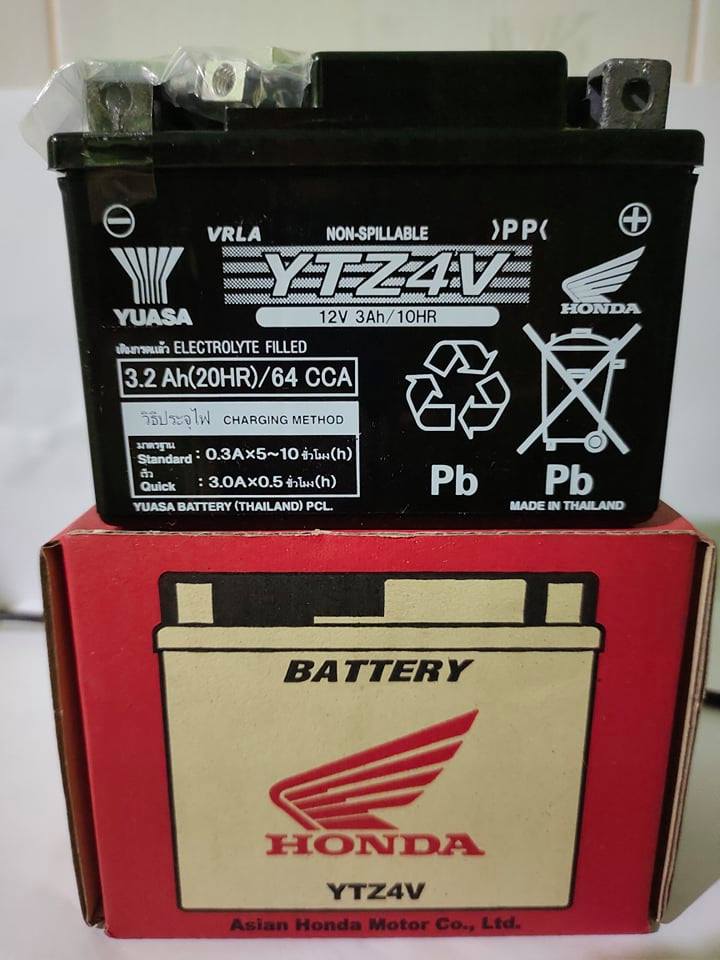 VRLA NON-SPILLABLE >PP<
YUASA
YTZ4V
HONDA
12V 3Ah/10HR
เติมกรดแล้ว ELECTROLYTE FILLED
3.2 Ah(20HR)/64 CCA
วิธีประจุไฟ CHARGING METHOD
มาตรฐาน
Standard : 0.3A×5~10 ชั่วโมง(h)
เร็ว
Quick : 3.0A×0.5 ชั่วโมง(h)
Pb
Pb
YUASA BATTERY (THAILAND) PCL.
MADE IN THAILAND
BATTERY
HONDA
YTZ4V
Asian Honda Motor Co., Ltd.